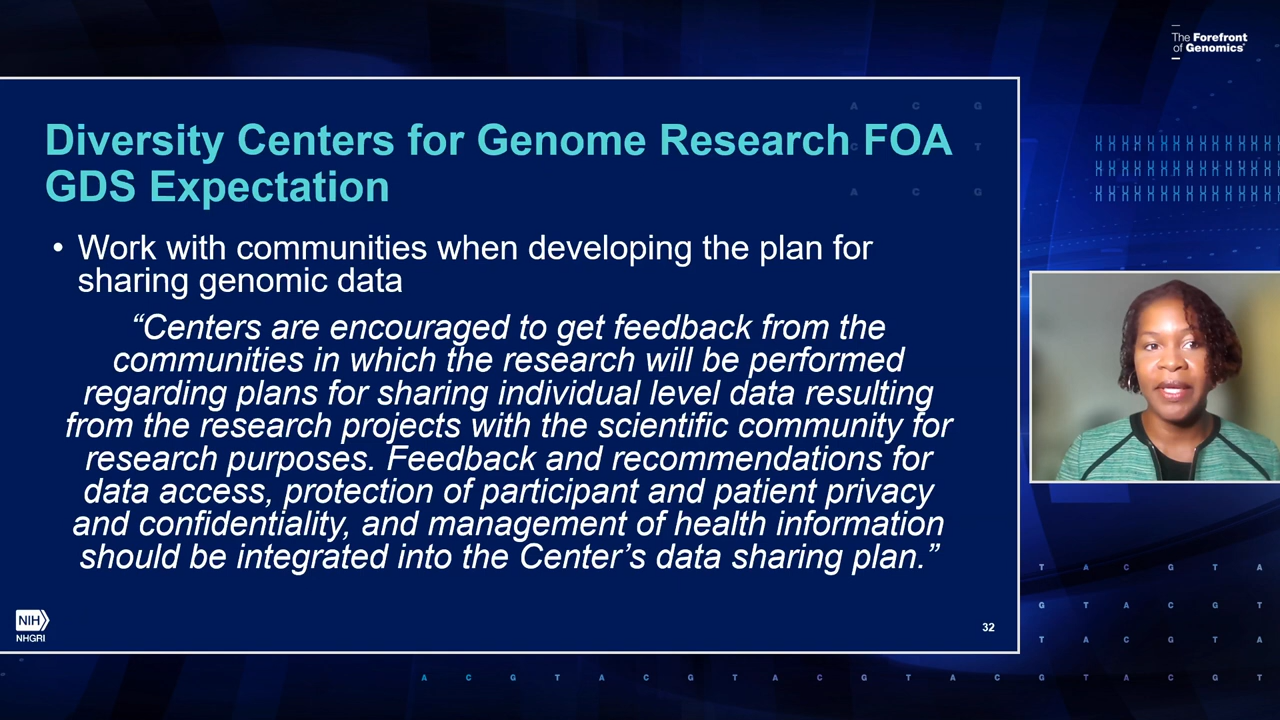 The Forefront
of Genomics®
A C G
C T
A C G
Diversity Centers for Genome Research FOA
GDS Expectation
• Work with communities when developing the plan for
sharing genomic data
“Centers are encouraged to get feedback from the
communities in which the research will be performed
regarding plans for sharing individual level data resulting
from the research projects with the scientific community for
research purposes. Feedback and recommendations for
data access, protection of participant and patient privacy
and confidentiality, and management of health information
should be integrated into the Center’s data sharing plan.”
NIH
NHGRI
32
T A C G T A
G T A C G T
T A C G T A
A C G T A C G T A C G T A C G T A C G T